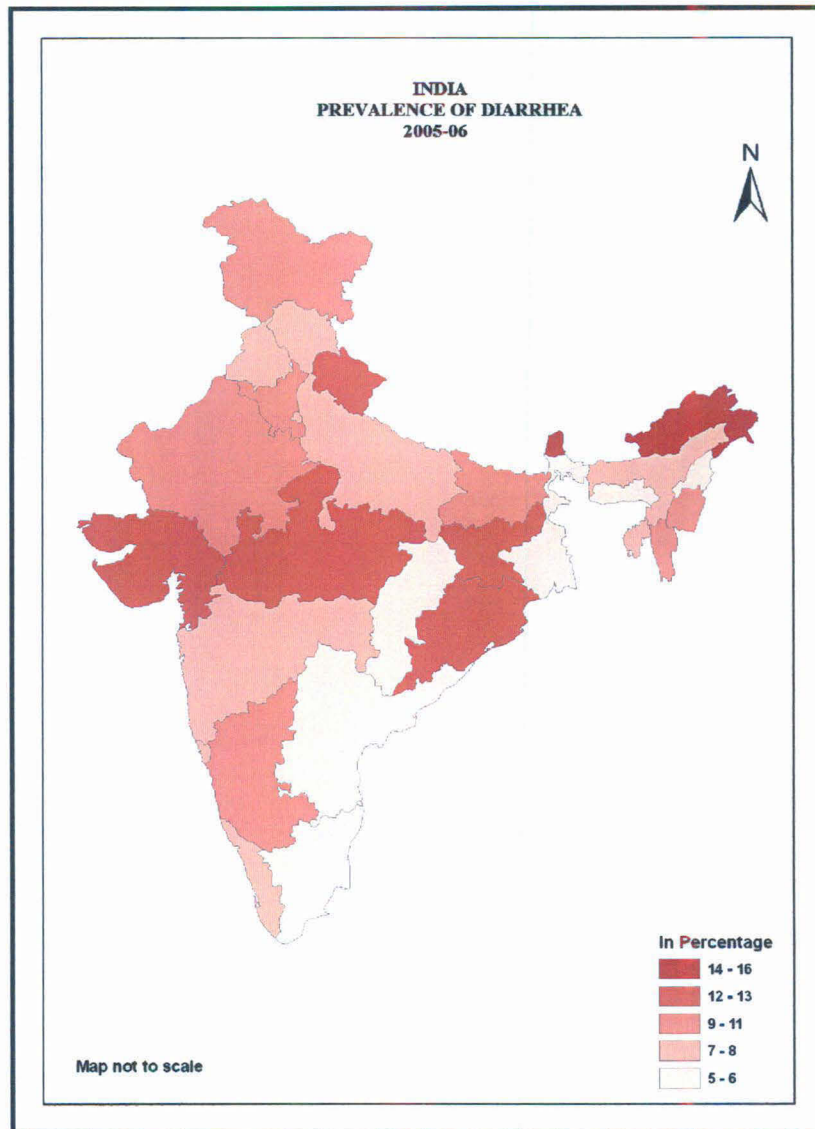 INDIA
PREVALENCE OF DIARRHEA
2005-06
N
In Percentage
14 - 16
12 - 13
9 - 11
7 - 8
5 - 6
Map not to scale